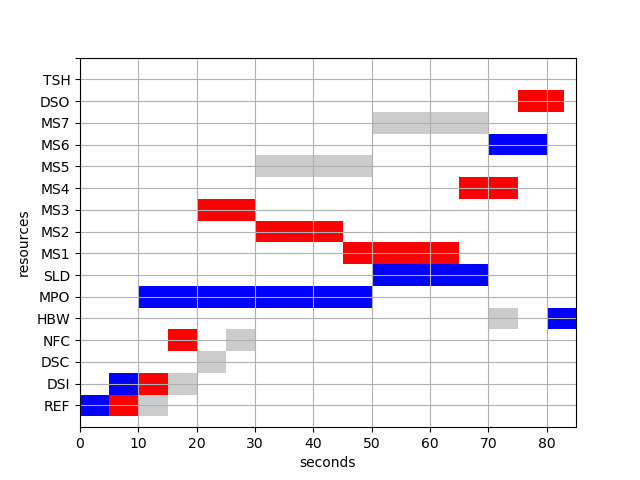 TSH
DSO
MS7
MS6
MS5
MS4
MS3
MS2
MS1
SLD
MPO
HBW
NFC
DSC
DSI
REF
resources
0 10 20 30 40 50 60 70 80
seconds